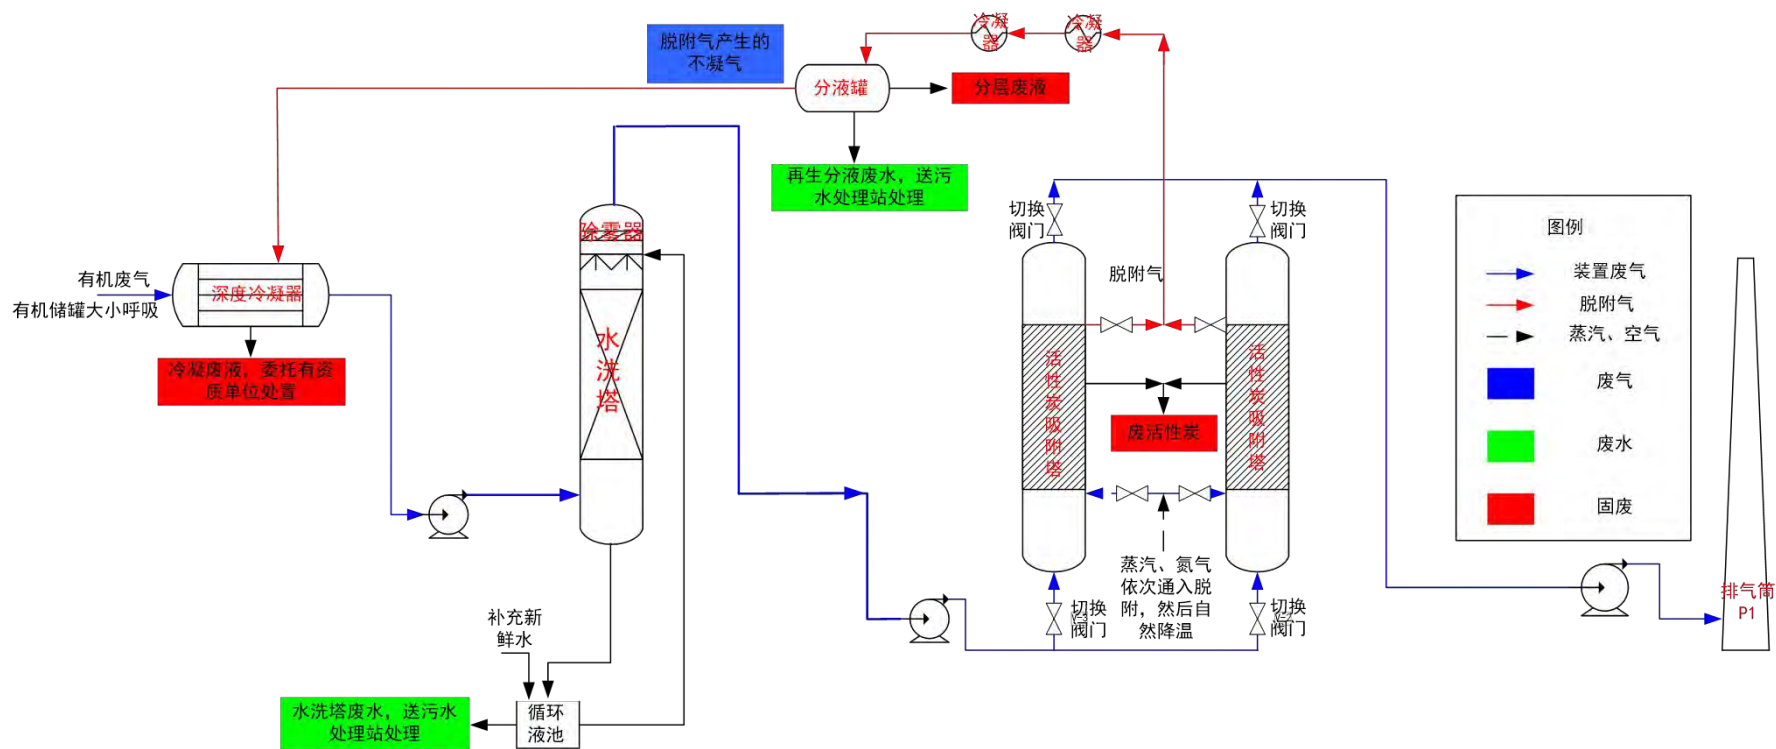 冷凝
器
冷凝
器
脱附气产生的
不凝气
分液罐
分层废液
再生分液废水，送污
水处理站处理
切换
阀门
切换
阀门
图例
装置废气
脱附气
蒸汽、空气
废气
废水
固废
除雾器
脱附气
有机废气
有机储罐大小呼吸
深度冷凝器
冷凝废液，委托有资
质单位处置
水洗塔
活性炭吸附塔
活性炭吸附塔
废活性炭
蒸汽、氮气
依次通入脱
附，然后自
然降温
切换
阀门
切换
阀门
排气筒
P1
补充新
鲜水
水洗塔废水，送污水
处理站处理
循环
液池